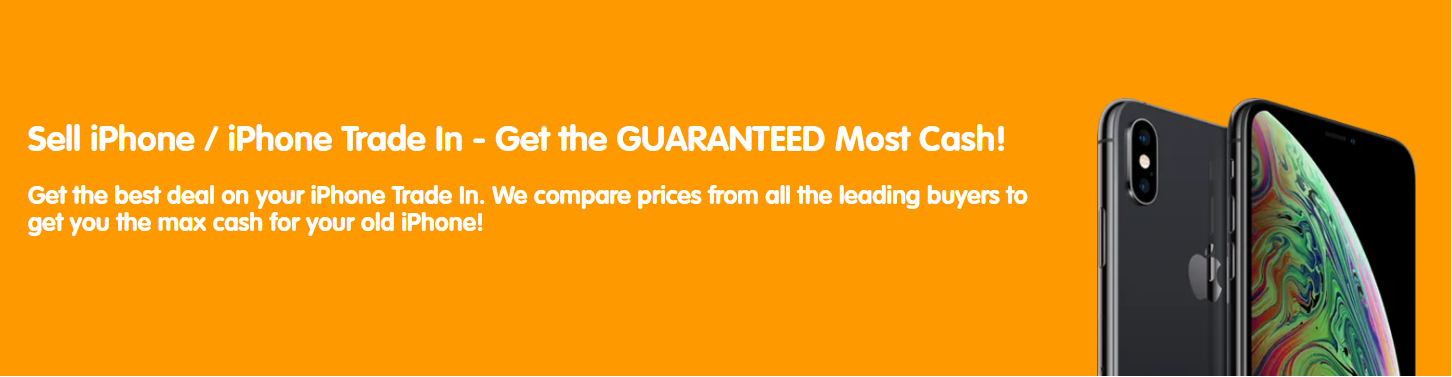 Sell iPhone / iPhone Trade In - Get the GUARANTEED Most Cash!
Get the best deal on your iPhone Trade In. We compare prices from all the leading buyers to
get you the max cash for your old iPhone!